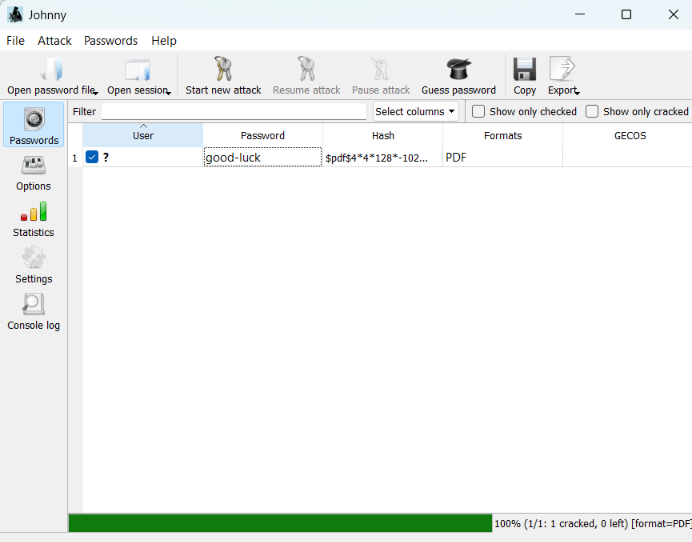 Johnny
File Attack Passwords Help
Open password file Open session Start new attack Resume attack Pause attack Guess password Copy Export
Passwords
Options
Statistics
Settings
Console log
Filter Select columns Show only checked Show only cracked
User Password Hash Formats GECOS
1 ? good-luck $pdf$4*4*128*-102... PDF
100% (1/1: 1 cracked, 0 left) [format=PDF]